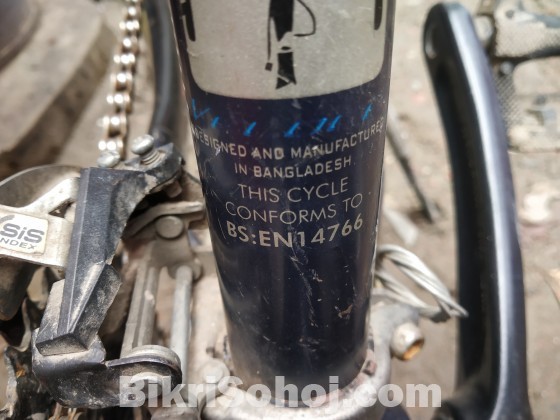 DESIGNED AND MANUFACTURED
IN BANGLADESH
THIS CYCLE
CONFORMS TO
BS:EN14766
SiS
INDEX
BikriSohoj.com